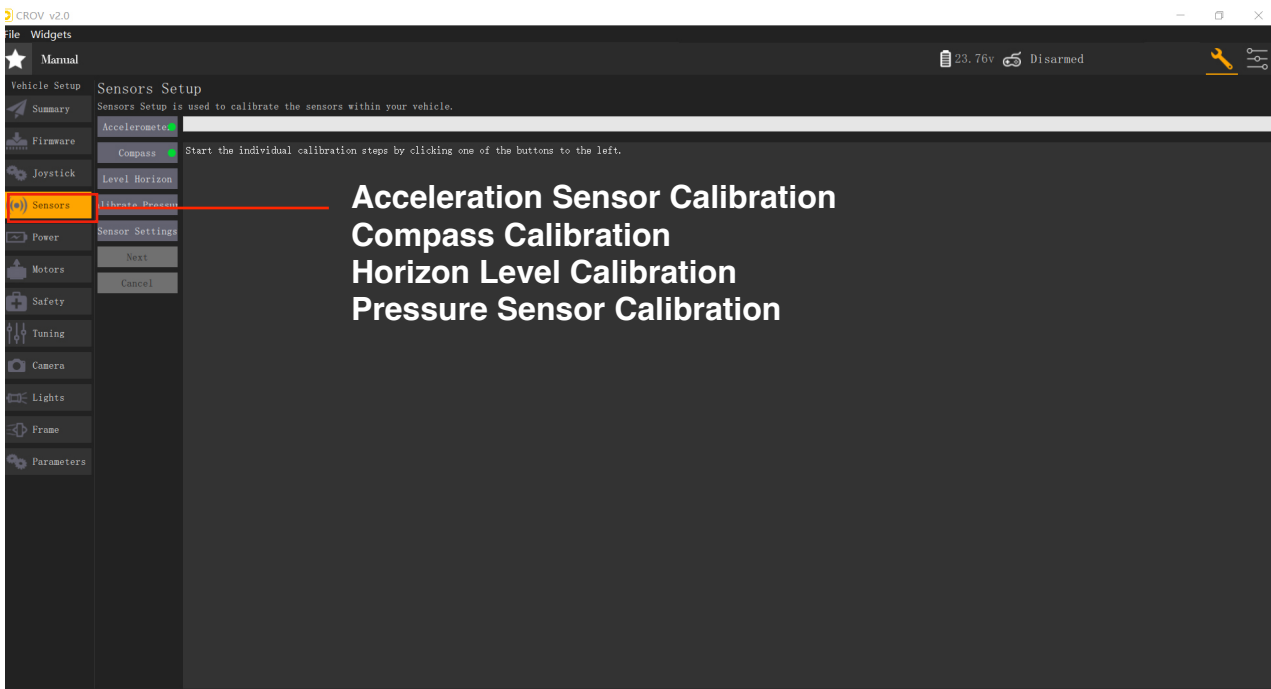 CROV v2.0
File Widgets
Manual
23.76v
Disarmed
Vehicle Setup
Summary
Firmware
Joystick
Sensors
Power
Motors
Safety
Tuning
Camera
Lights
Frame
Parameters
Sensors Setup
Sensors Setup is used to calibrate the sensors within your vehicle.
Acceleromete
Compass
Level Horizon
librate Pressu
Sensor Settings
Next
Cancel
Start the individual calibration steps by clicking one of the buttons to the left.
Acceleration Sensor Calibration
Compass Calibration
Horizon Level Calibration
Pressure Sensor Calibration